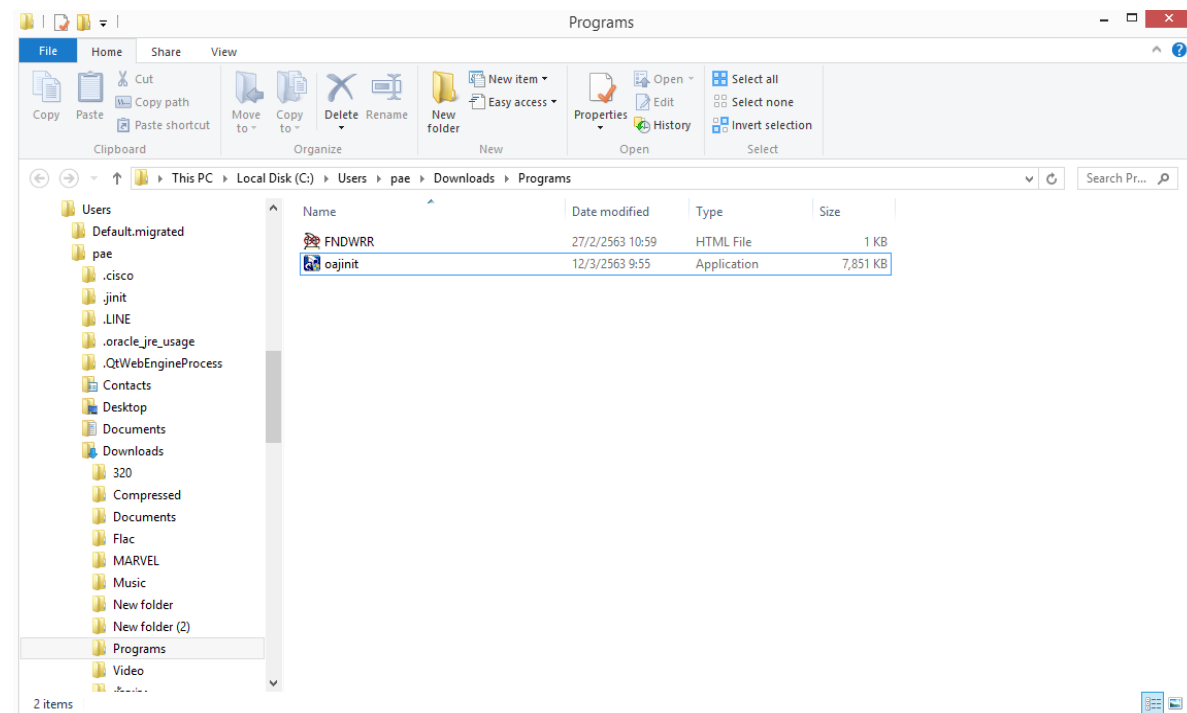 Programs
File Home Share View
Copy
Paste
Cut
Copy path
Paste shortcut
Clipboard
Move to
Copy to
Delete
Rename
Organize
New folder
New item
Easy access
New
Properties
Open
Edit
History
Open
Select all
Select none
Invert selection
Select
This PC Local Disk (C:) Users pae Downloads Programs
Search Pr...
Name Date modified Type Size
FNDWRR 27/2/2563 10:59 HTML File 1 KB
oajinit 12/3/2563 9:55 Application 7,851 KB
Users
Default.migrated
pae
.cisco
.jinit
.LINE
.oracle_jre_usage
.QtWebEngineProcess
Contacts
Desktop
Documents
Downloads
320
Compressed
Documents
Flac
MARVEL
Music
New folder
New folder (2)
Programs
Video
2 items